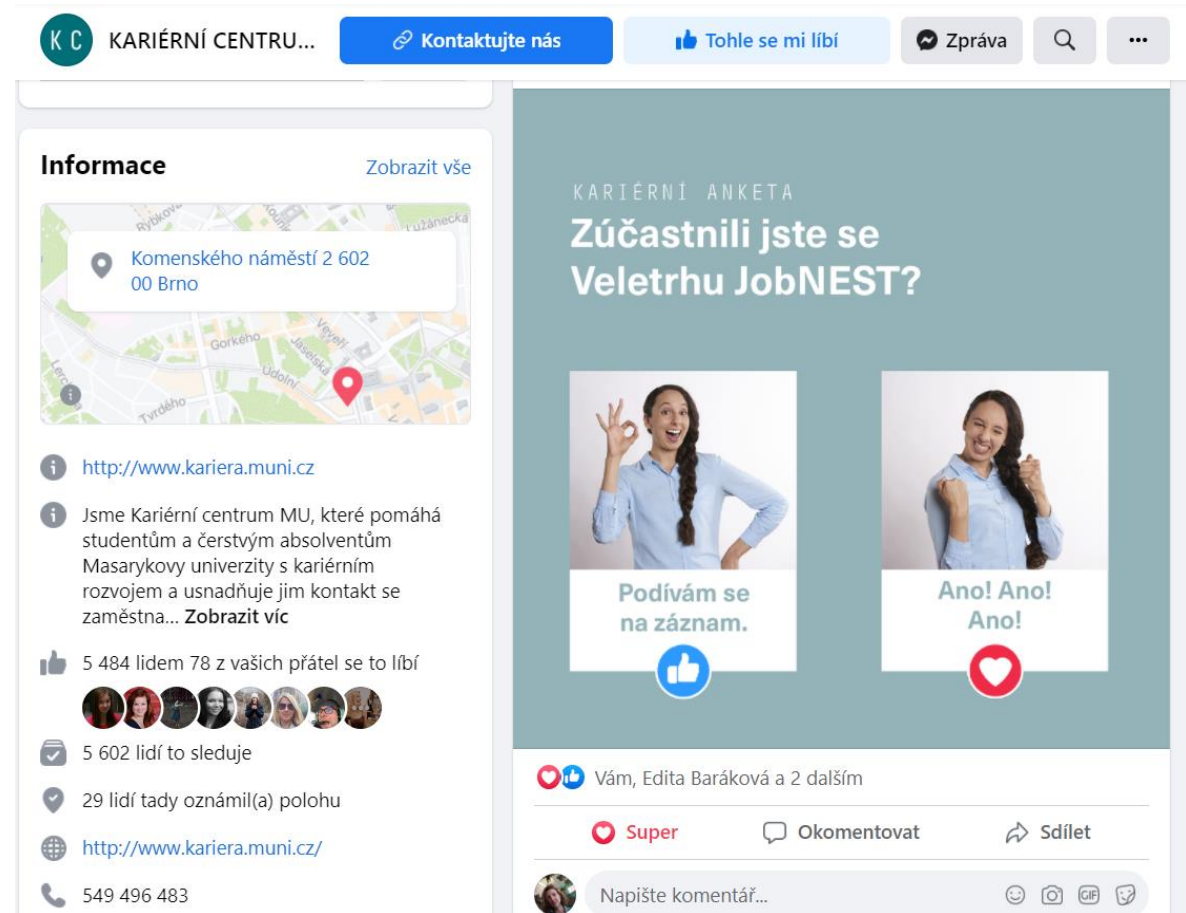 K C
KARIÉRNÍ CENTRU...
Kontaktujte nás
Tohle se mi líbí
Zpráva
Informace
Zobrazit vše
Lužánecká
Komenského náměstí 2 602
00 Brno
Gorkého
Veveří
Jaselská
Údolní
Tvrdého
http://www.kariera.muni.cz
Jsme Kariérní centrum MU, které pomáhá
studentům a čerstvým absolventům
Masarykovy univerzity s kariérním
rozvojem a usnadňuje jim kontakt se
zaměstna... Zobrazit víc
5 484 lidem 78 z vašich přátel se to líbí
5 602 lidí to sleduje
29 lidí tady oznámil(a) polohu
http://www.kariera.muni.cz/
549 496 483
KARIÉRNÍ ANKETA
Zúčastnili jste se
Veletrhu JobNEST?
Podívám se
na záznam.
Ano! Ano!
Ano!
Vám, Edita Baráková a 2 dalším
Super
Okomentovat
Sdílet
Napište komentář...
GIF